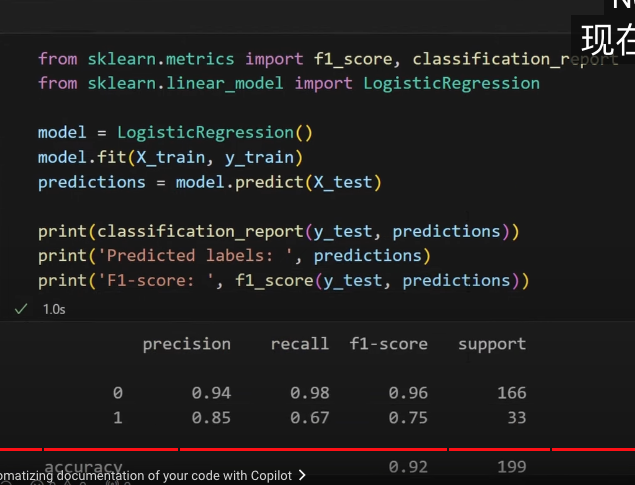 现在
from sklearn.metrics import f1_score, classification_report
from sklearn.linear_model import LogisticRegression
model = LogisticRegression()
model.fit(X_train, y_train)
predictions = model.predict(X_test)
print(classification_report(y_test, predictions))
print('Predicted labels: ', predictions)
print('F1-score: ', f1_score(y_test, predictions))
1.0s
precision recall f1-score support
0 0.94 0.98 0.96 166
1 0.85 0.67 0.75 33
accuracy 0.92 199
omatizing documentation of your code with Copilot